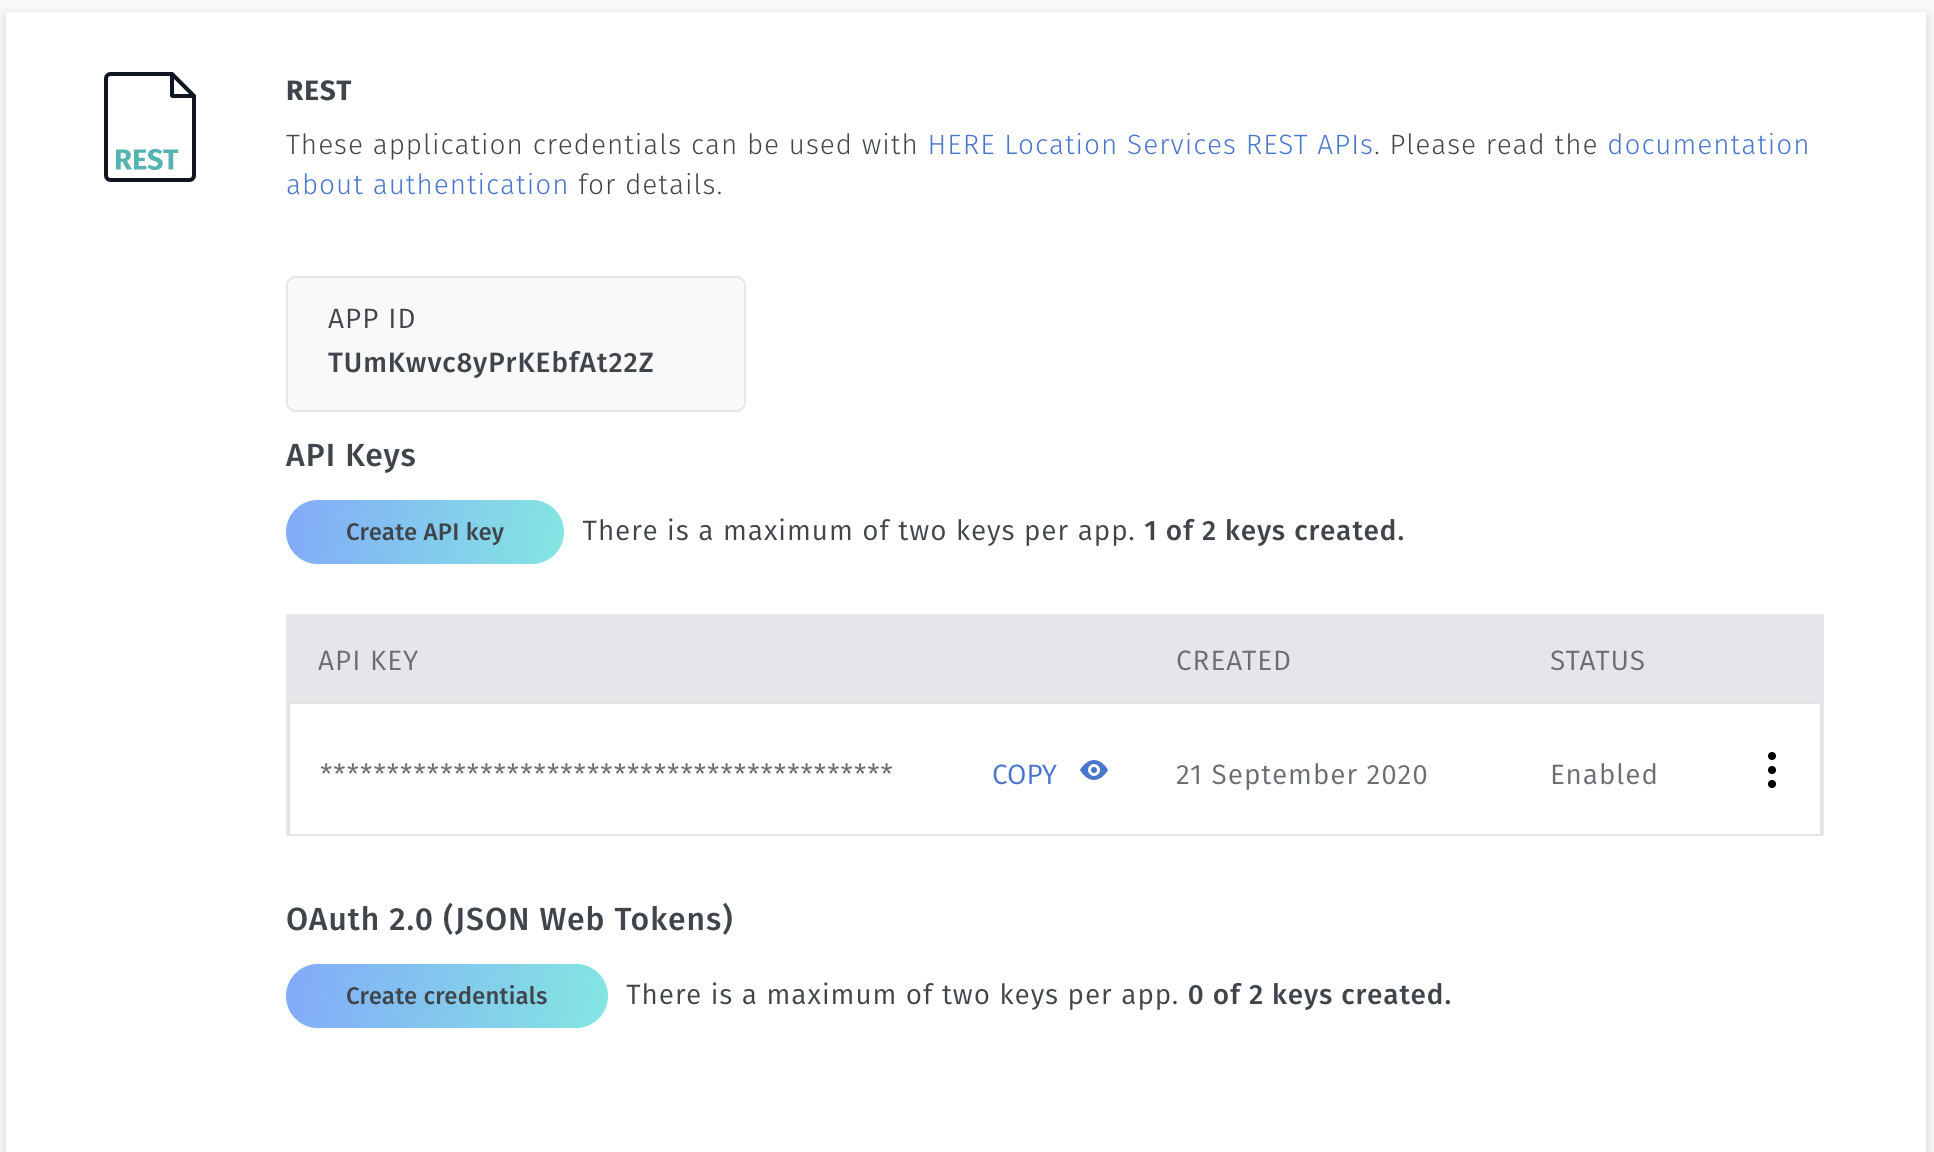 REST
REST
These application credentials can be used with HERE Location Services REST APIs. Please read the documentation
about authentication for details.
APP ID
TUmKwvc8yPrKEbfAt22Z
API Keys
Create API key There is a maximum of two keys per app. 1 of 2 keys created.
API KEY CREATED STATUS
******************************************* COPY 21 September 2020 Enabled
OAuth 2.0 (JSON Web Tokens)
Create credentials There is a maximum of two keys per app. 0 of 2 keys created.